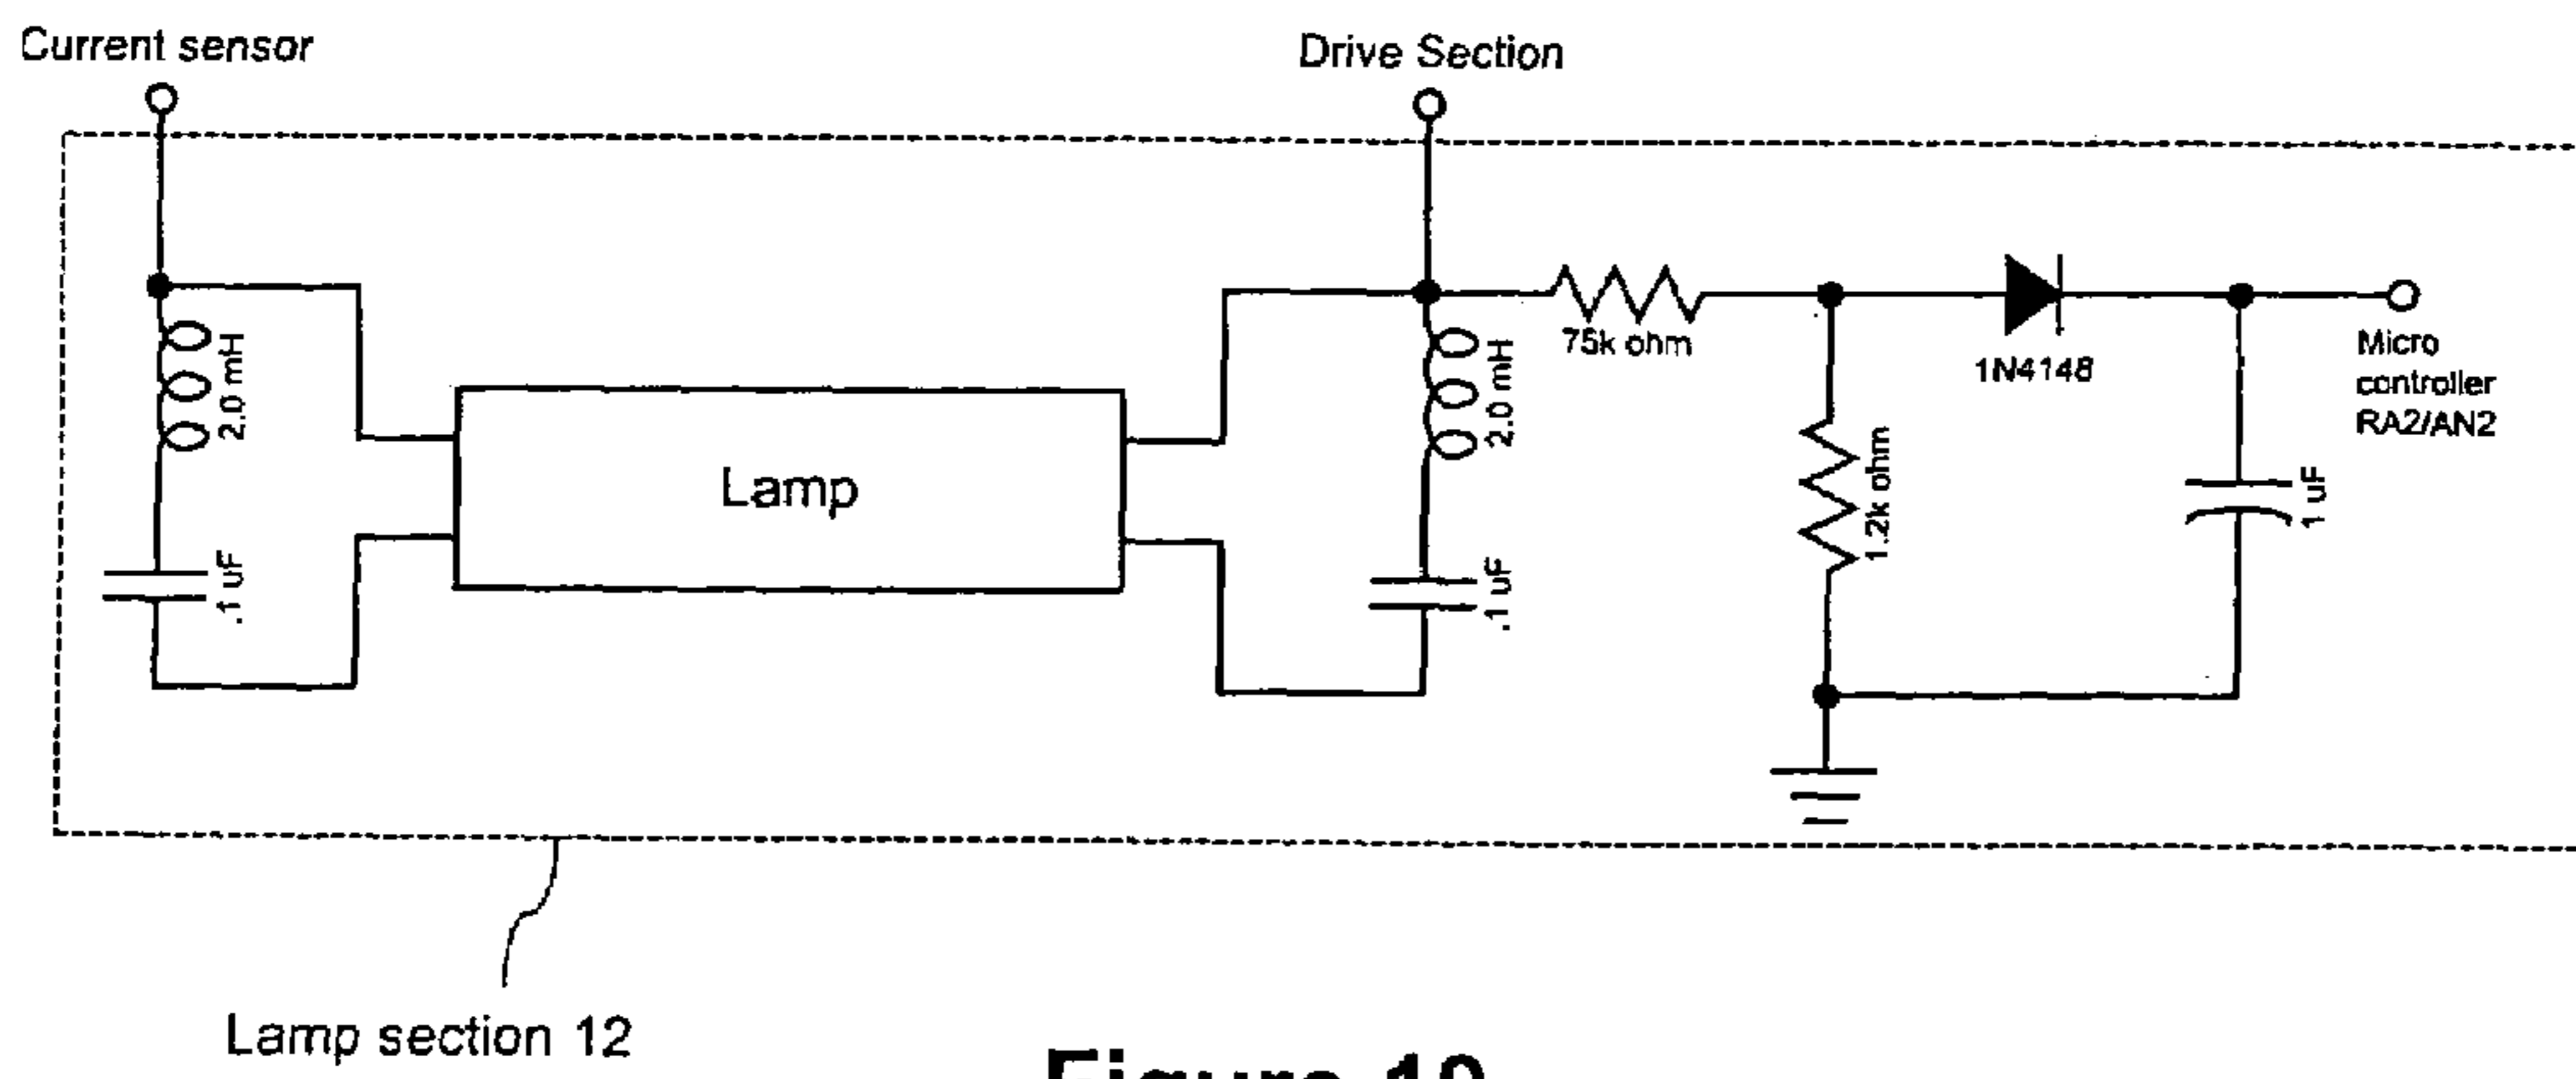 Current sensor
Drive Section
2.0 mH
.1 uF
Lamp
2.0 mH
.1 uF
75k ohm
1.2k ohm
1N4148
1 uF
Micro
controller
RA2/AN2
Lamp section 12
Figure